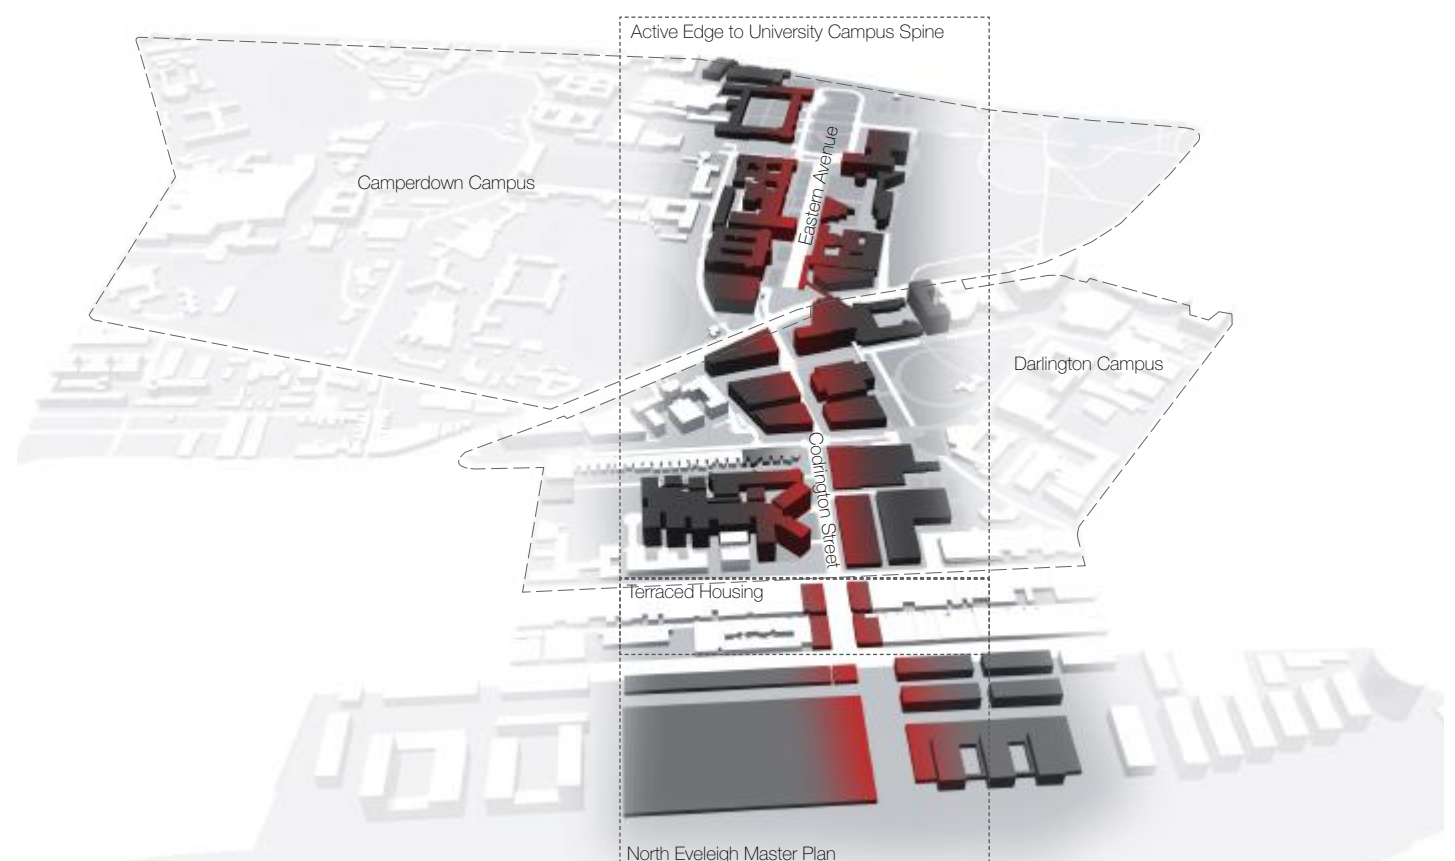 Active Edge to University Campus Spine
Camperdown Campus
Eastern Avenue
Darlington Campus
Codrington Street
Terraced Housing
North Eveleigh Master Plan